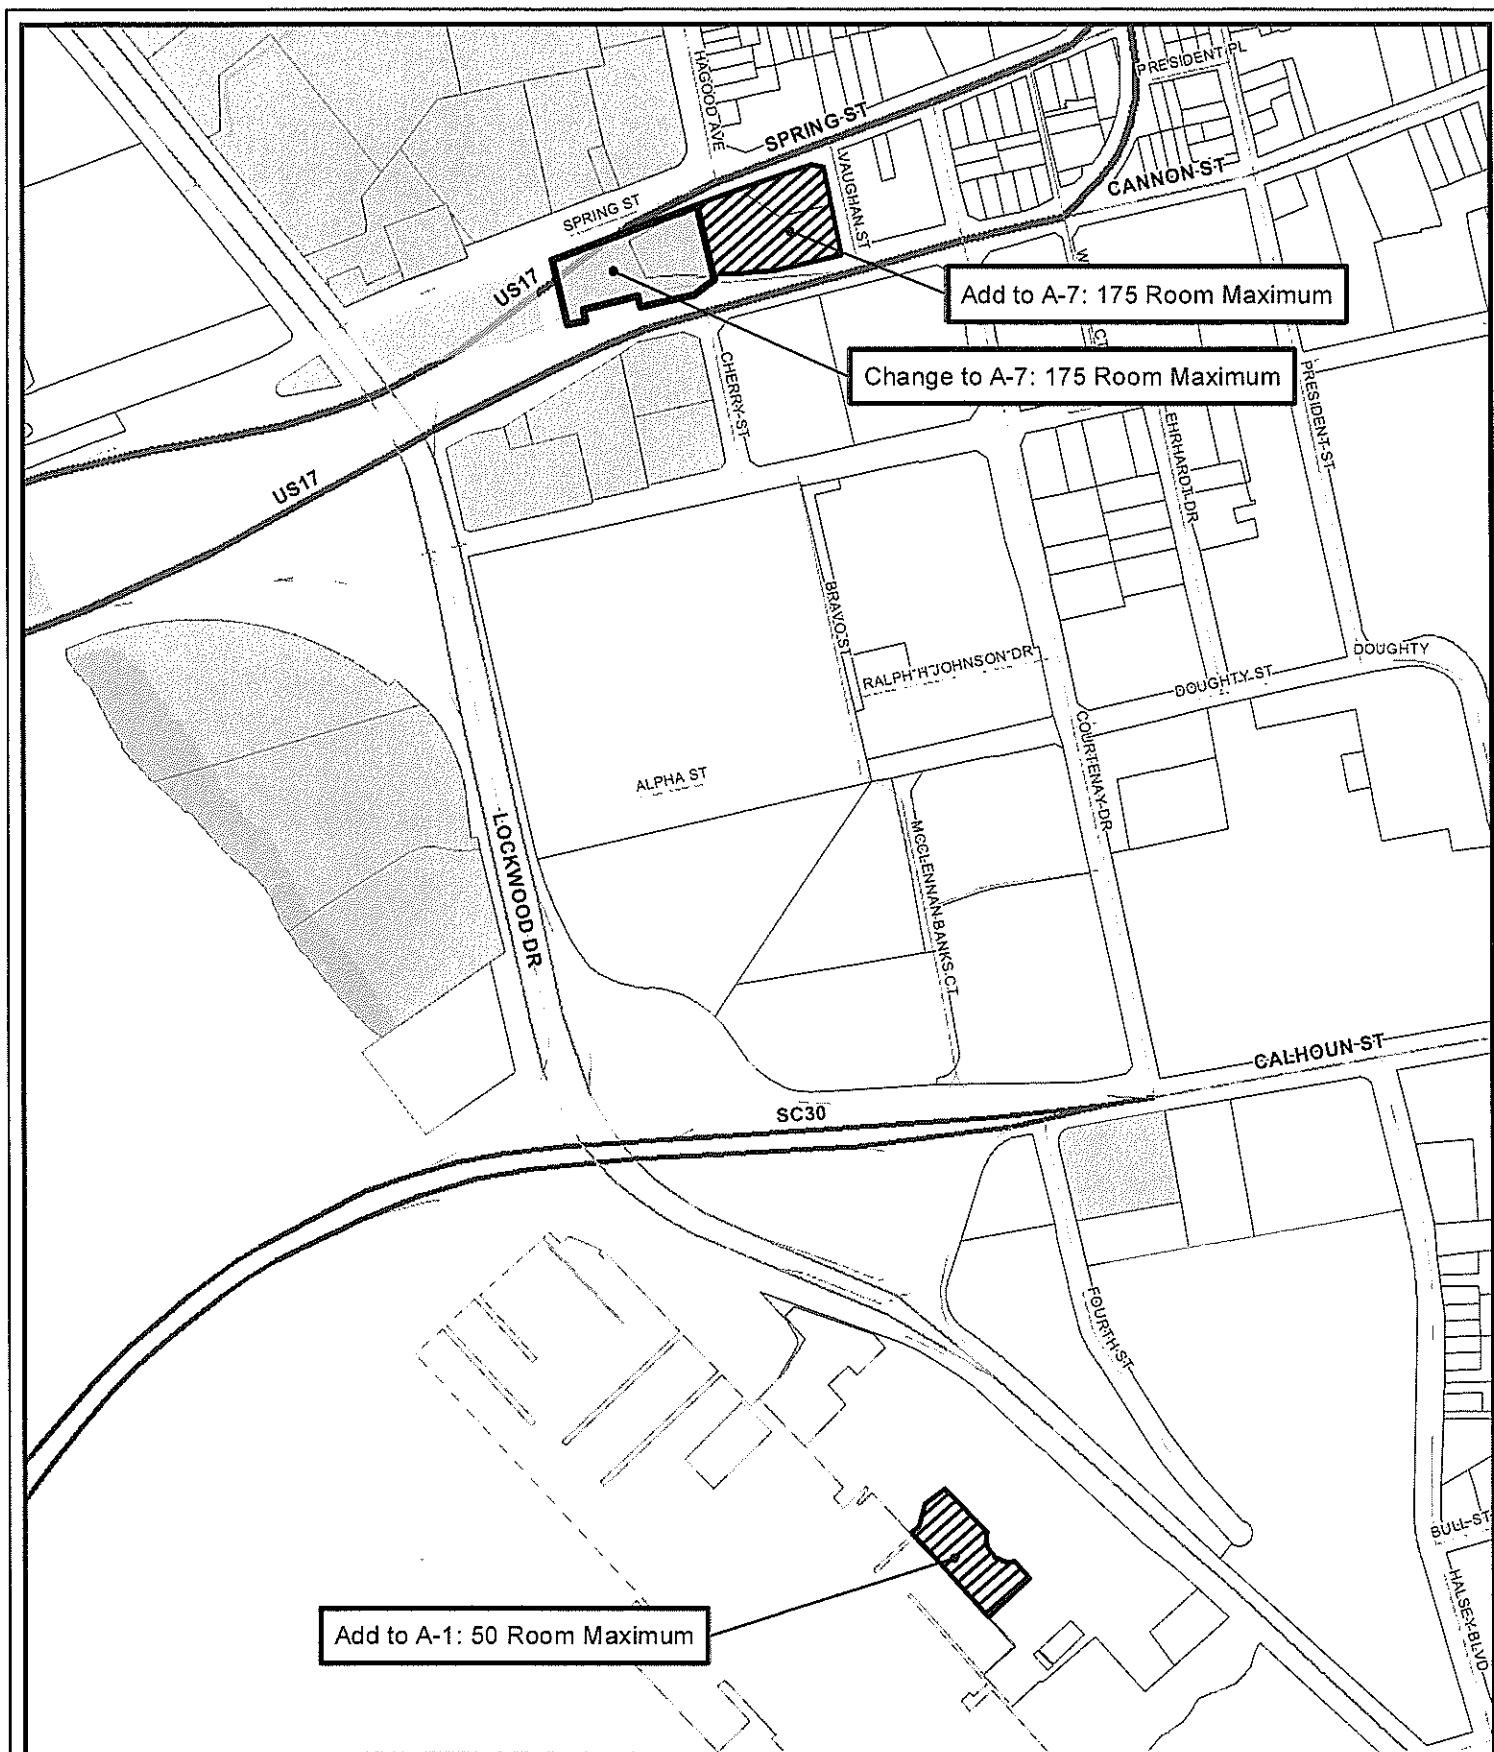 HAGOOD AVE
PRESIDENT PL
SPRING ST
VAUGHAN ST
CANNON ST
SPRING ST
US17
Add to A-7: 175 Room Maximum
Change to A-7: 175 Room Maximum
CHERRY ST
CT
PRESIDENT ST
EHRHARDT DR
US17
BRAVO ST
RALPH H JOHNSON DR
DOUGHTY
DOUGHTY ST
COURTENAY DR
ALPHA ST
LOCKWOOD DR
MCCLENNAN BANKS CT
CALHOUN ST
SC30
FOURTH ST
BULL ST
HALSEY BLVD
Add to A-1: 50 Room Maximum